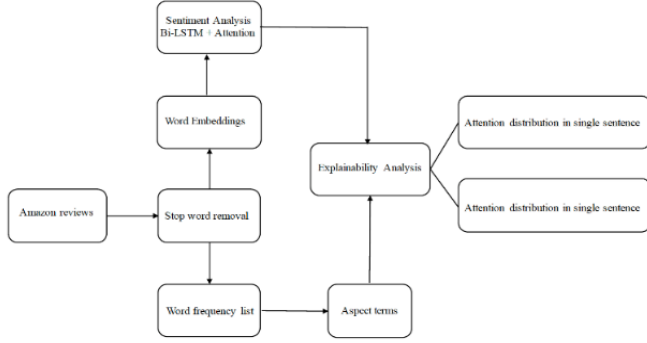 Sentiment Analysis
Bi-LSTM + Attention
Word Embeddings
Attention distribution in single sentence
Explainability Analysis
Attention distribution in single sentence
Amazon reviews
Stop word removal
Word frequency list
Aspect terms